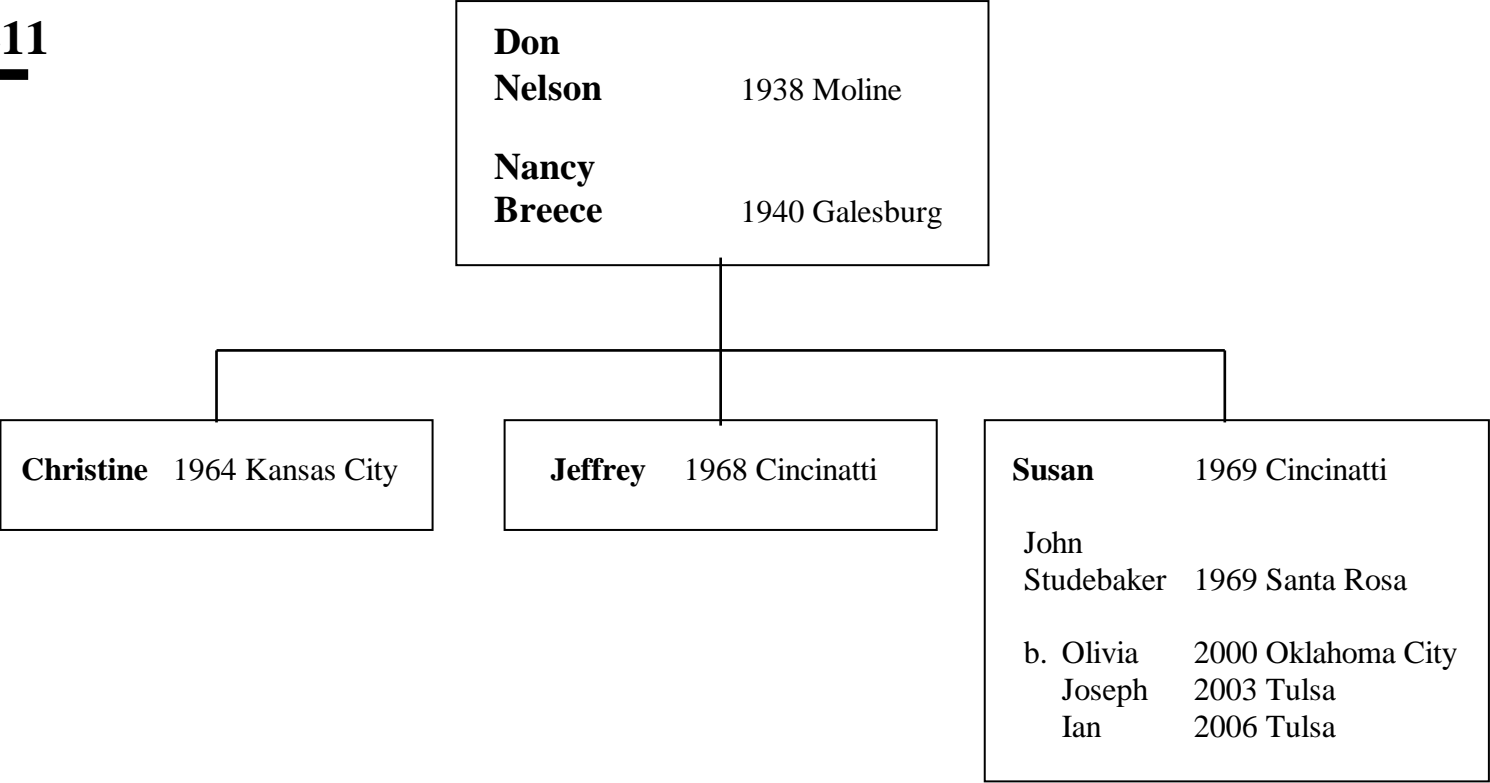 11
Don
Nelson 1938 Moline
Nancy
Breece 1940 Galesburg
Christine 1964 Kansas City
Jeffrey 1968 Cincinatti
Susan 1969 Cincinatti
John
Studebaker 1969 Santa Rosa
b. Olivia 2000 Oklahoma City
Joseph 2003 Tulsa
Ian 2006 Tulsa